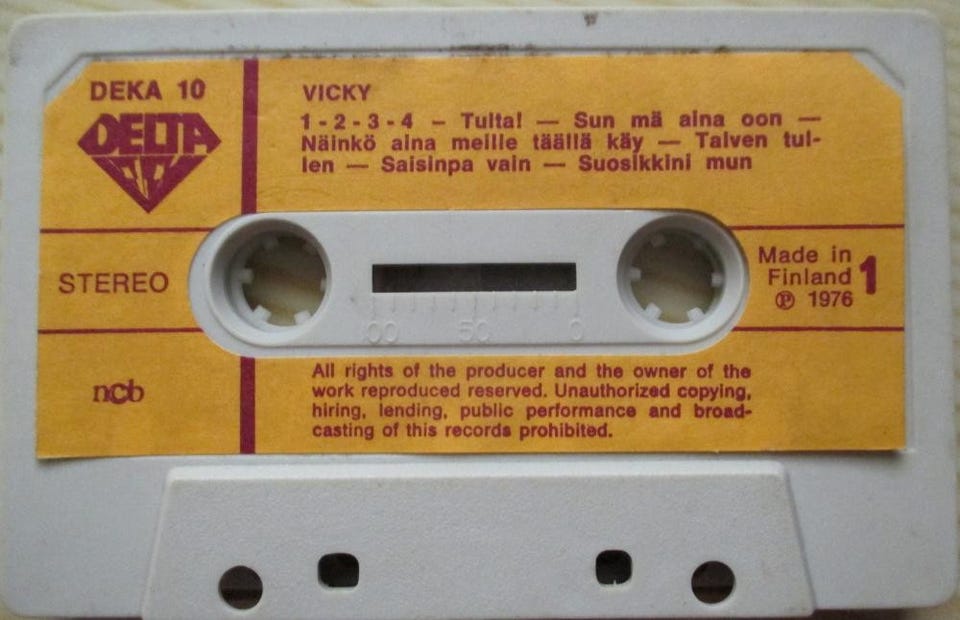 DEKA 10
DELTA
VICKY
1-2-3-4 – Tulta! — Sun mä aina oon —
Näinkö aina meille täällä käy — Talven tul-
len — Saisinpa vain — Suosikkini mun
STEREO
Made in
Finland
℗ 1976
1
100 50 0
ncb
All rights of the producer and the owner of the
work reproduced reserved. Unauthorized copying,
hiring, lending, public performance and broad-
casting of this records prohibited.